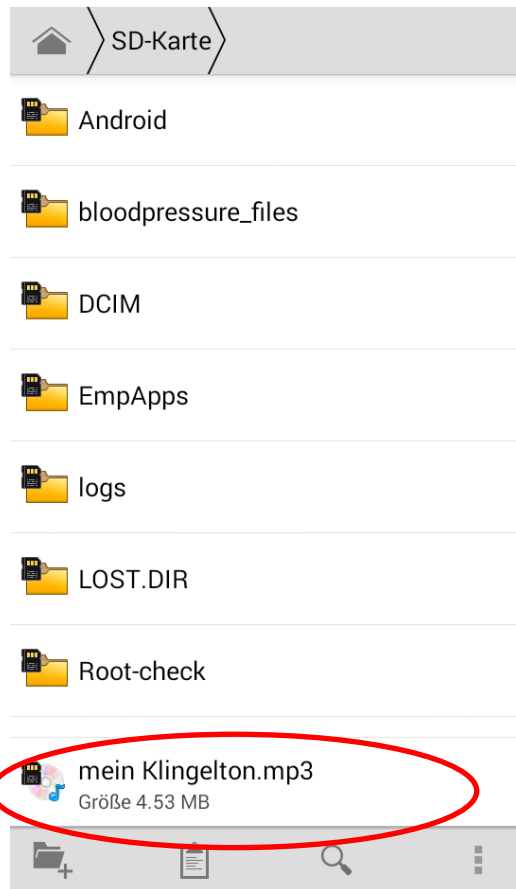 SD-Karte
Android
bloodpressure_files
DCIM
EmpApps
logs
LOST.DIR
Root-check
mein Klingelton.mp3
Größe 4.53 MB